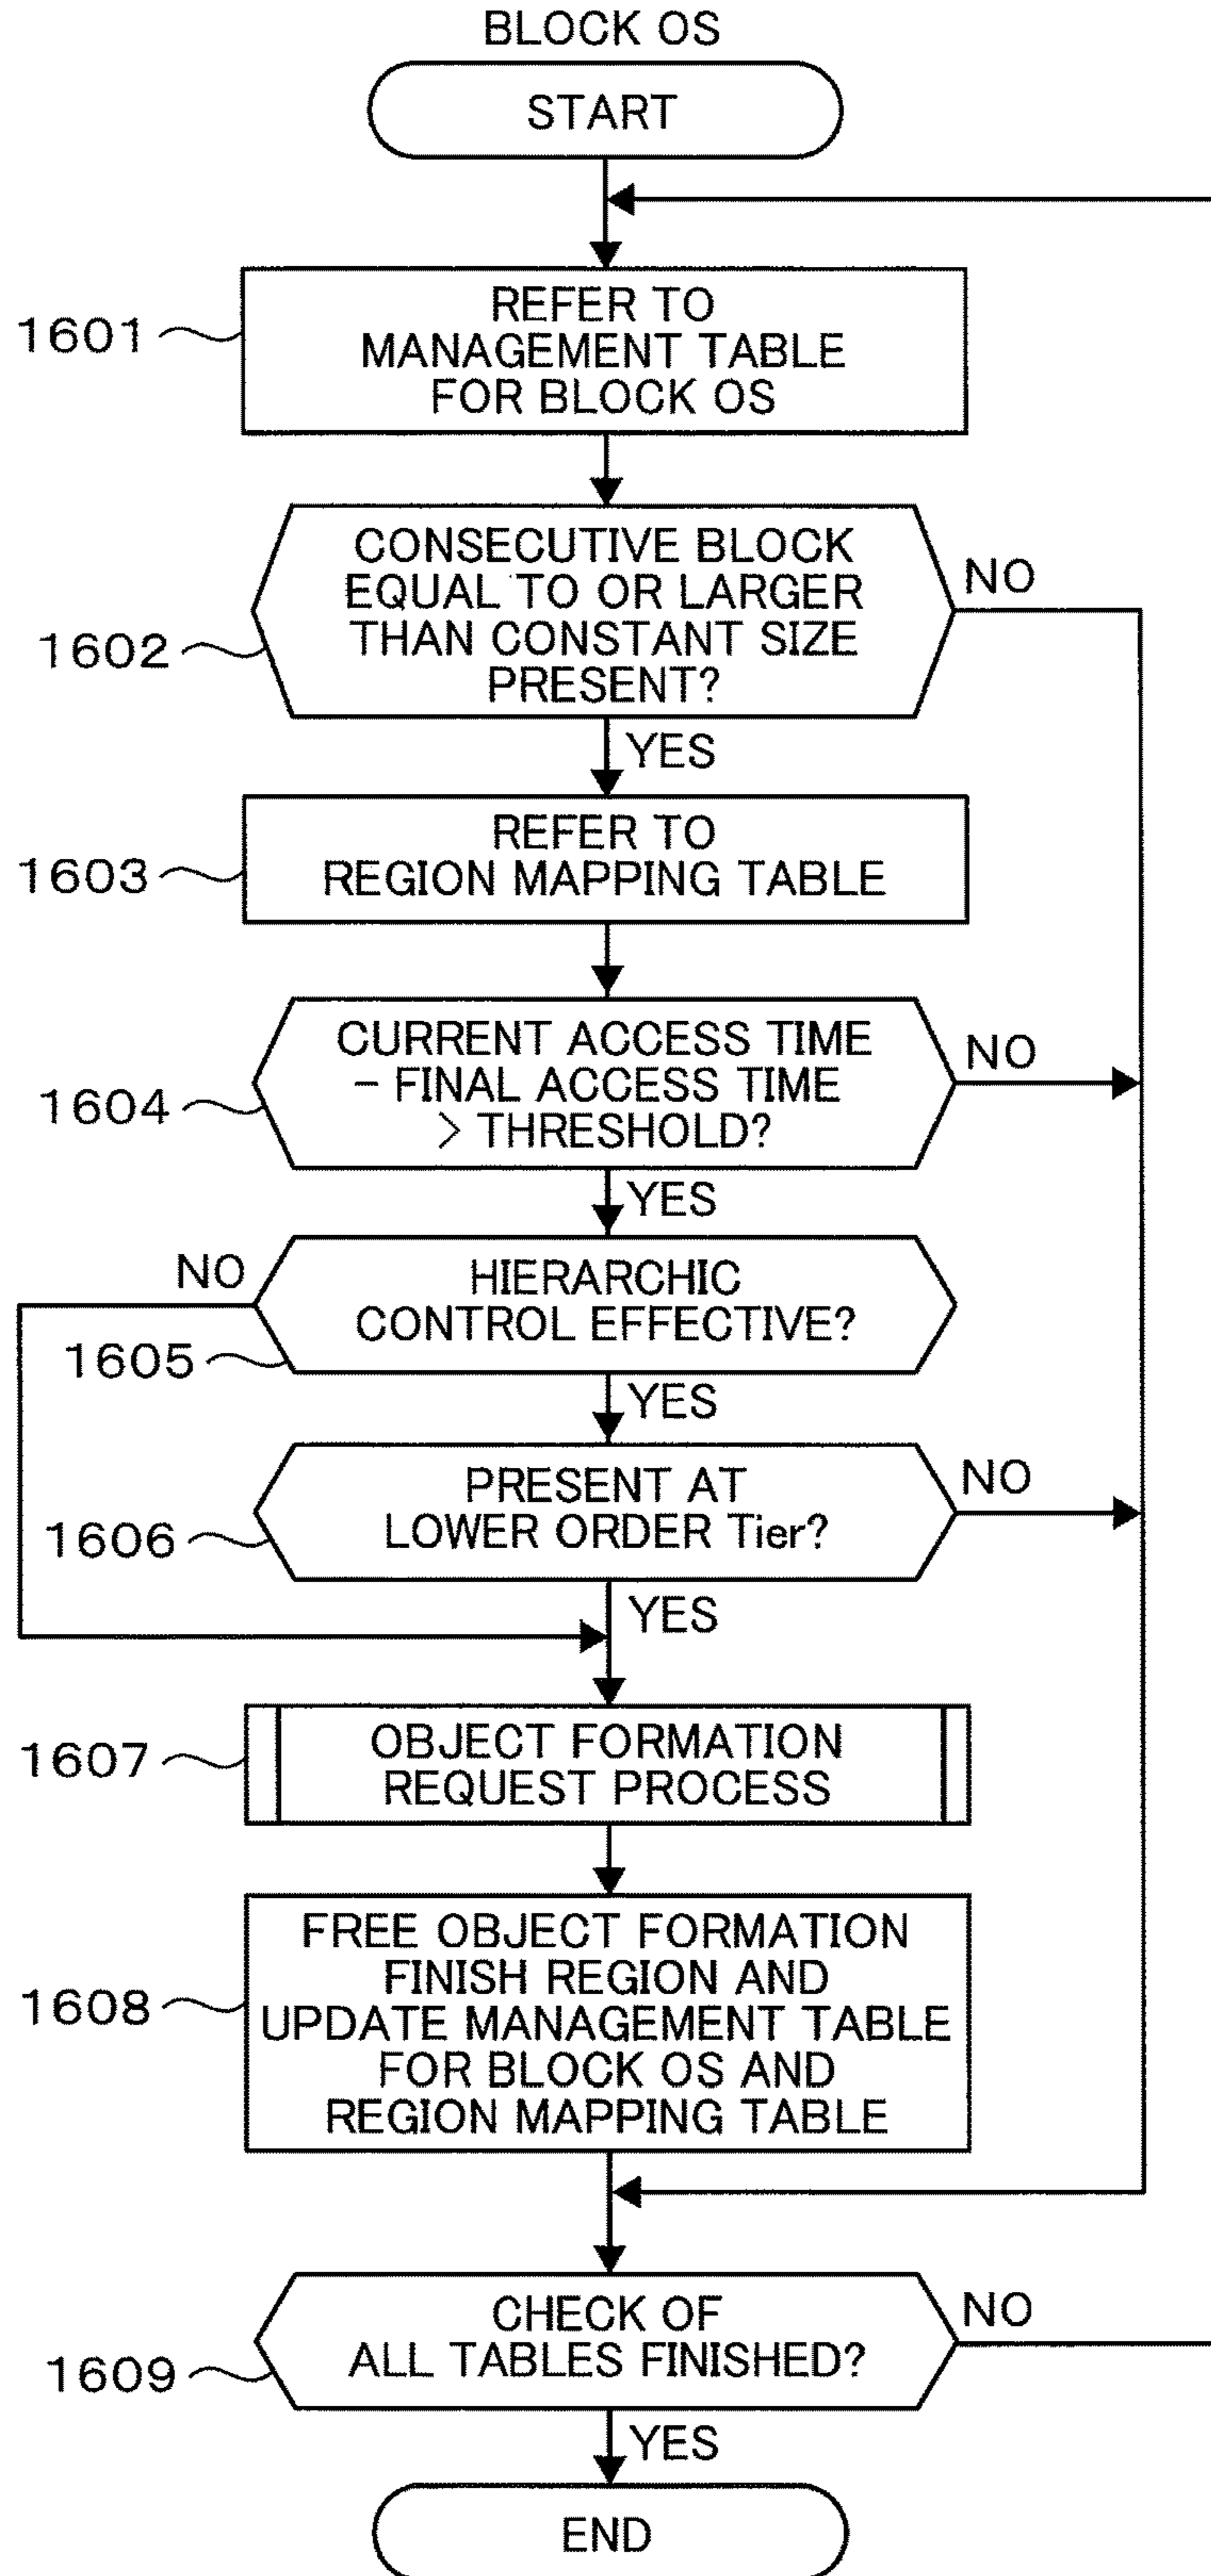 BLOCK OS
START
1601
REFER TO
MANAGEMENT TABLE
FOR BLOCK OS
1602
CONSECUTIVE BLOCK
EQUAL TO OR LARGER
THAN CONSTANT SIZE
PRESENT?
NO
YES
1603
REFER TO
REGION MAPPING TABLE
1604
CURRENT ACCESS TIME
- FINAL ACCESS TIME
> THRESHOLD?
NO
YES
NO
1605
HIERARCHIC
CONTROL EFFECTIVE?
YES
1606
PRESENT AT
LOWER ORDER Tier?
NO
YES
1607
OBJECT FORMATION
REQUEST PROCESS
1608
FREE OBJECT FORMATION
FINISH REGION AND
UPDATE MANAGEMENT TABLE
FOR BLOCK OS AND
REGION MAPPING TABLE
1609
CHECK OF
ALL TABLES FINISHED?
NO
YES
END